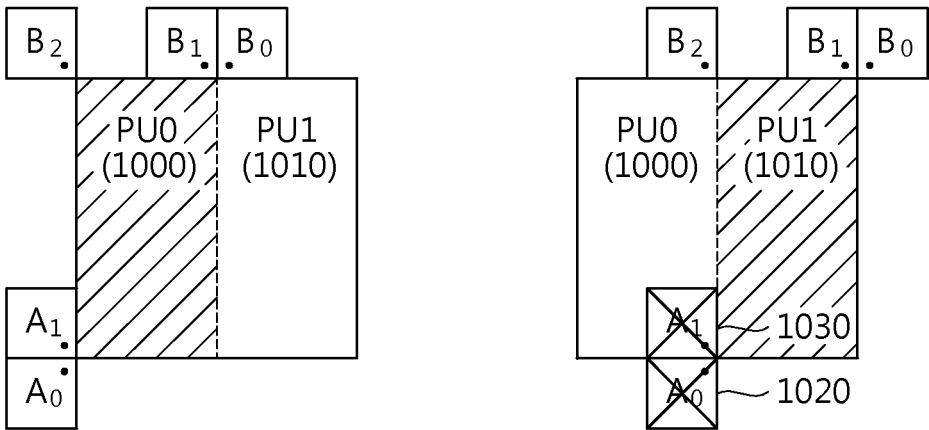 B2 B1 B0 B2 B1 B0
PU0 PU1 PU0 PU1
(1000) (1010) (1000) (1010)
A1 A1 1030
A0 A0 1020